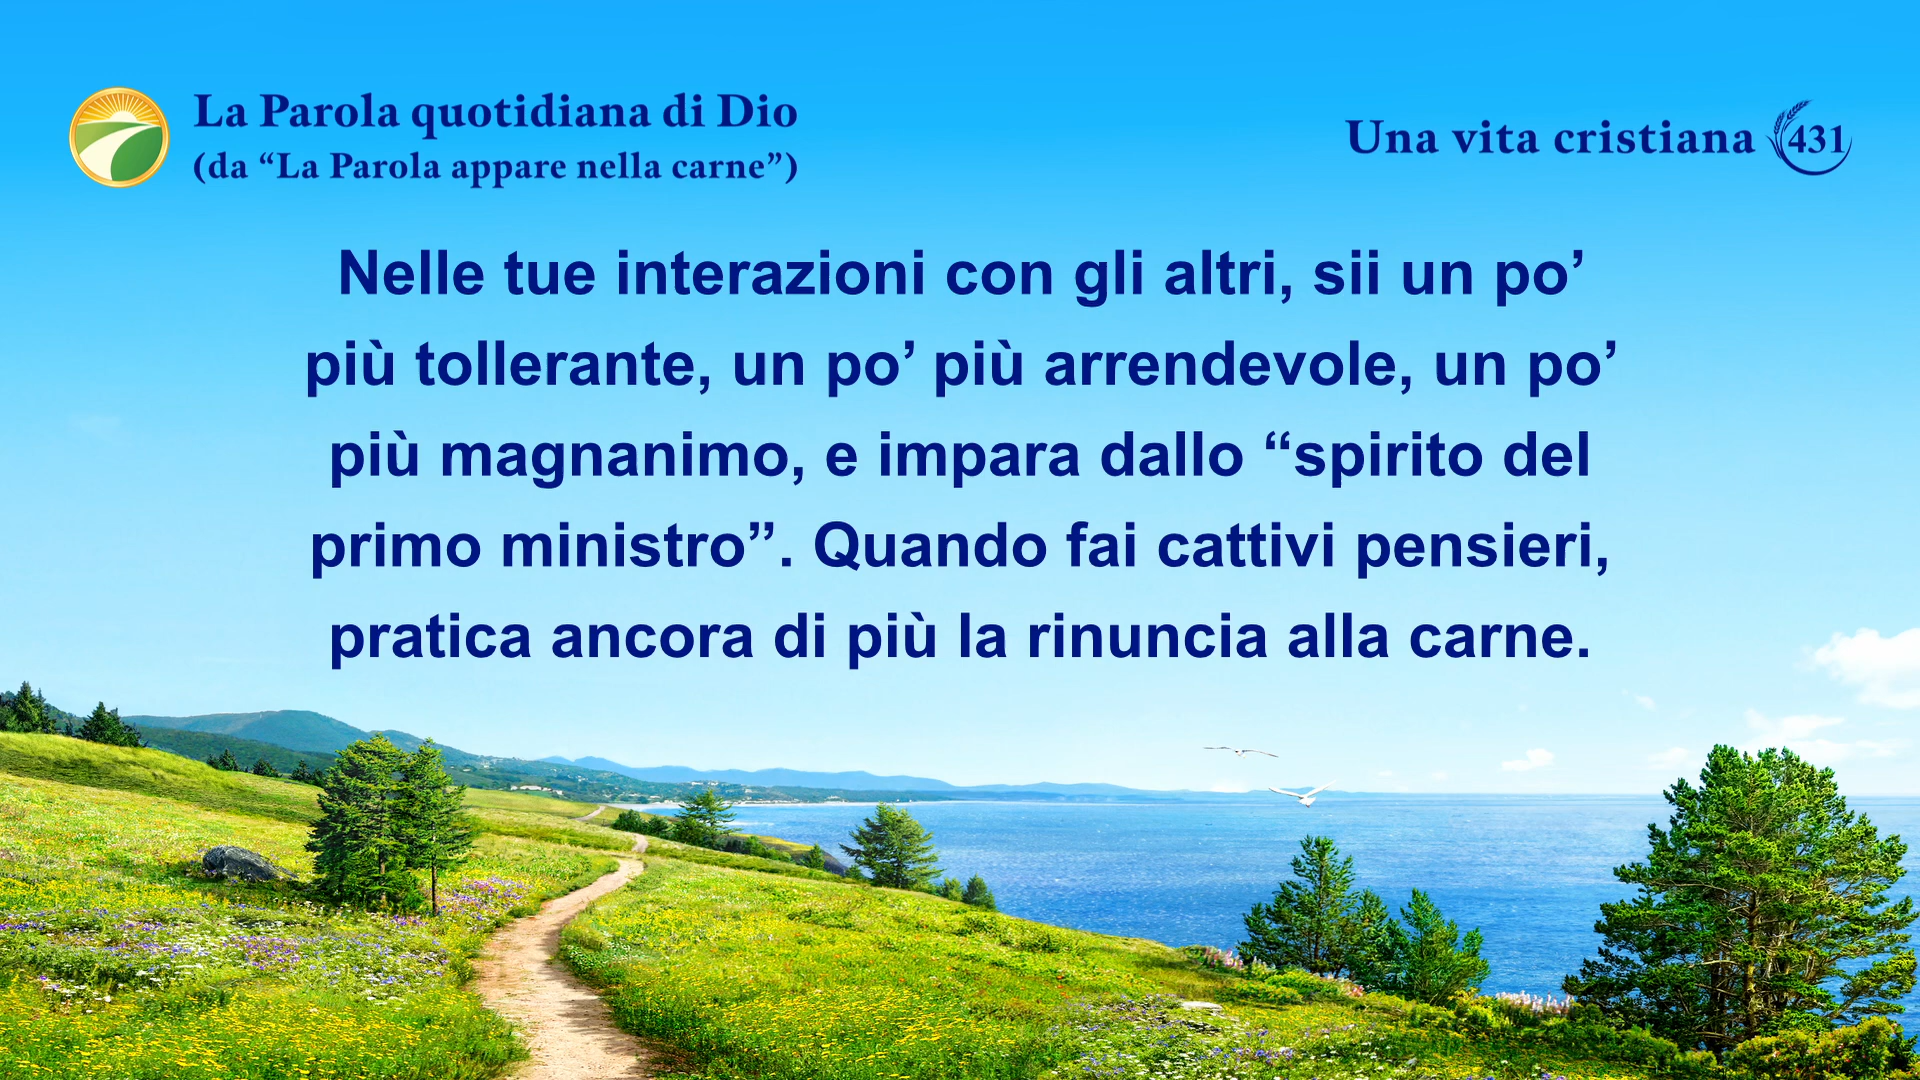 La Parola quotidiana di Dio
(da “La Parola appare nella carne”)
Una vita cristiana 431
Nelle tue interazioni con gli altri, sii un po’
più tollerante, un po’ più arrendevole, un po’
più magnanimo, e impara dallo “spirito del
primo ministro”. Quando fai cattivi pensieri,
pratica ancora di più la rinuncia alla carne.